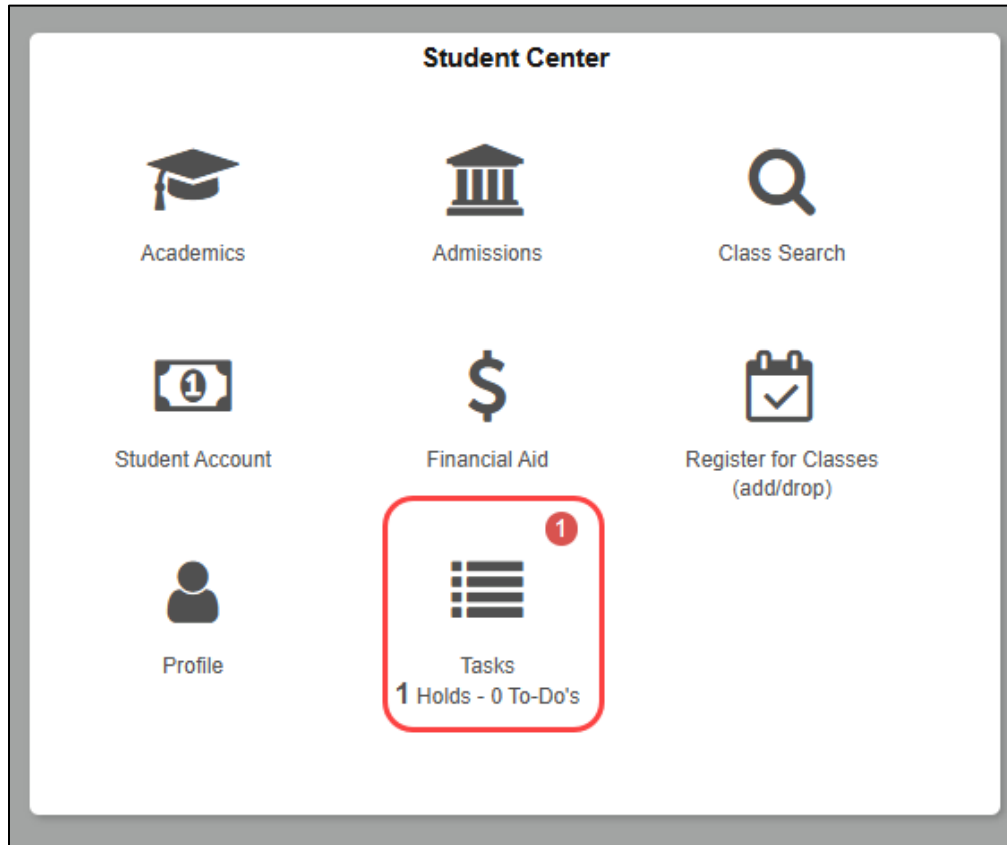 Student Center
Academics
Admissions
Class Search
1
Student Account
$
Financial Aid
Register for Classes
(add/drop)
Profile
1
Tasks
1 Holds - 0 To-Do's